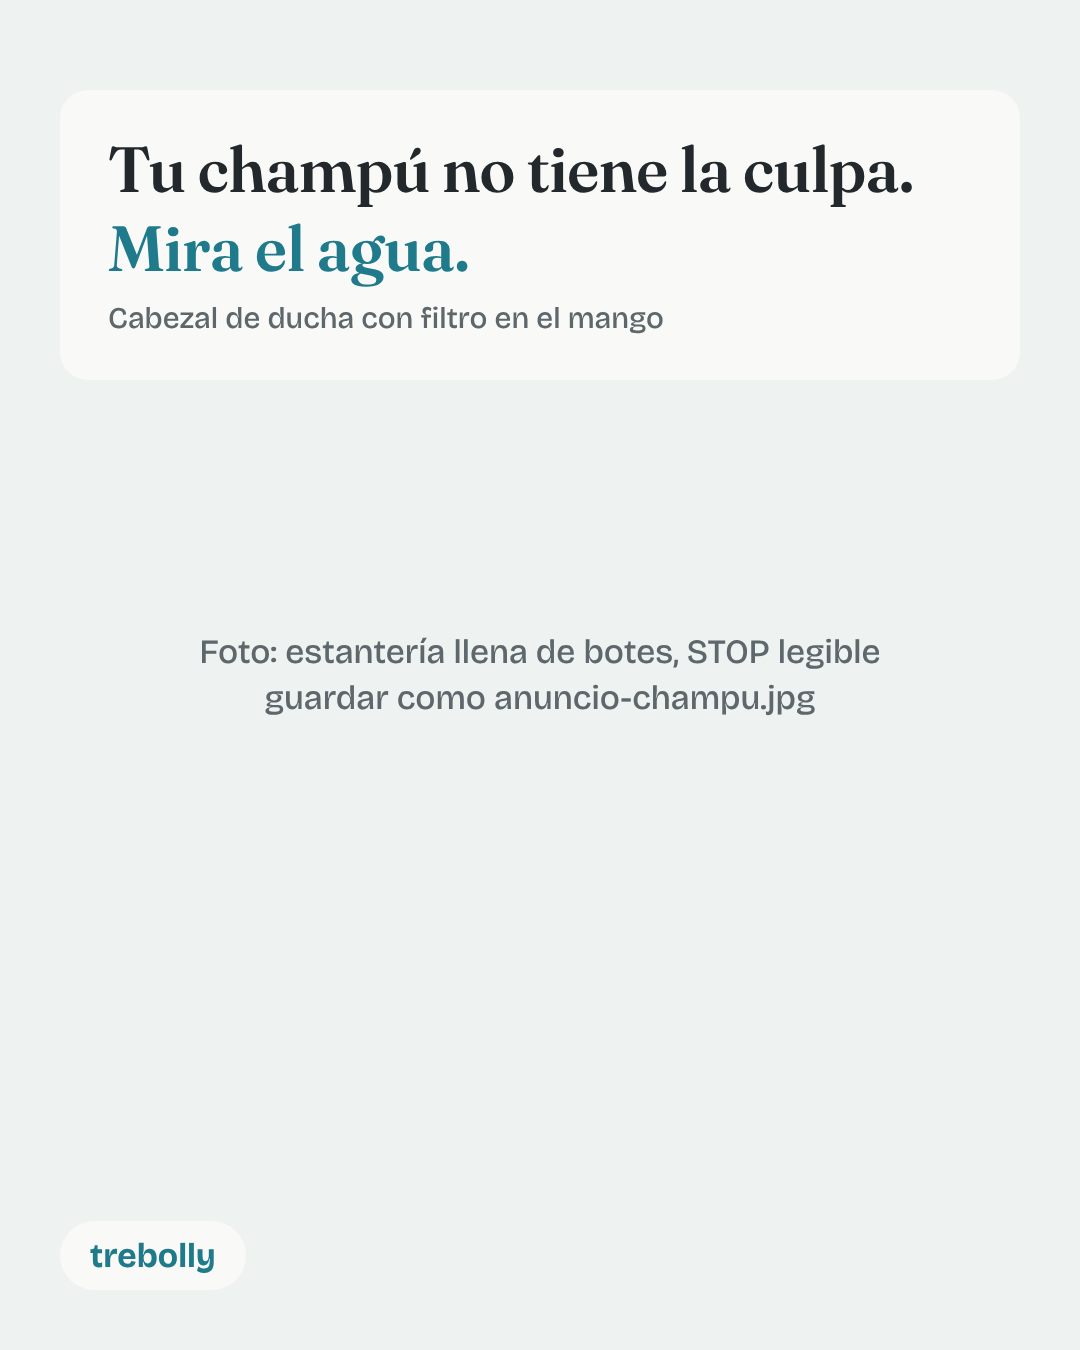 Tu champú no tiene la culpa.
Mira el agua.
Cabezal de ducha con filtro en el mango
Foto: estantería llena de botes, STOP legible
guardar como anuncio-champu.jpg
trebolly